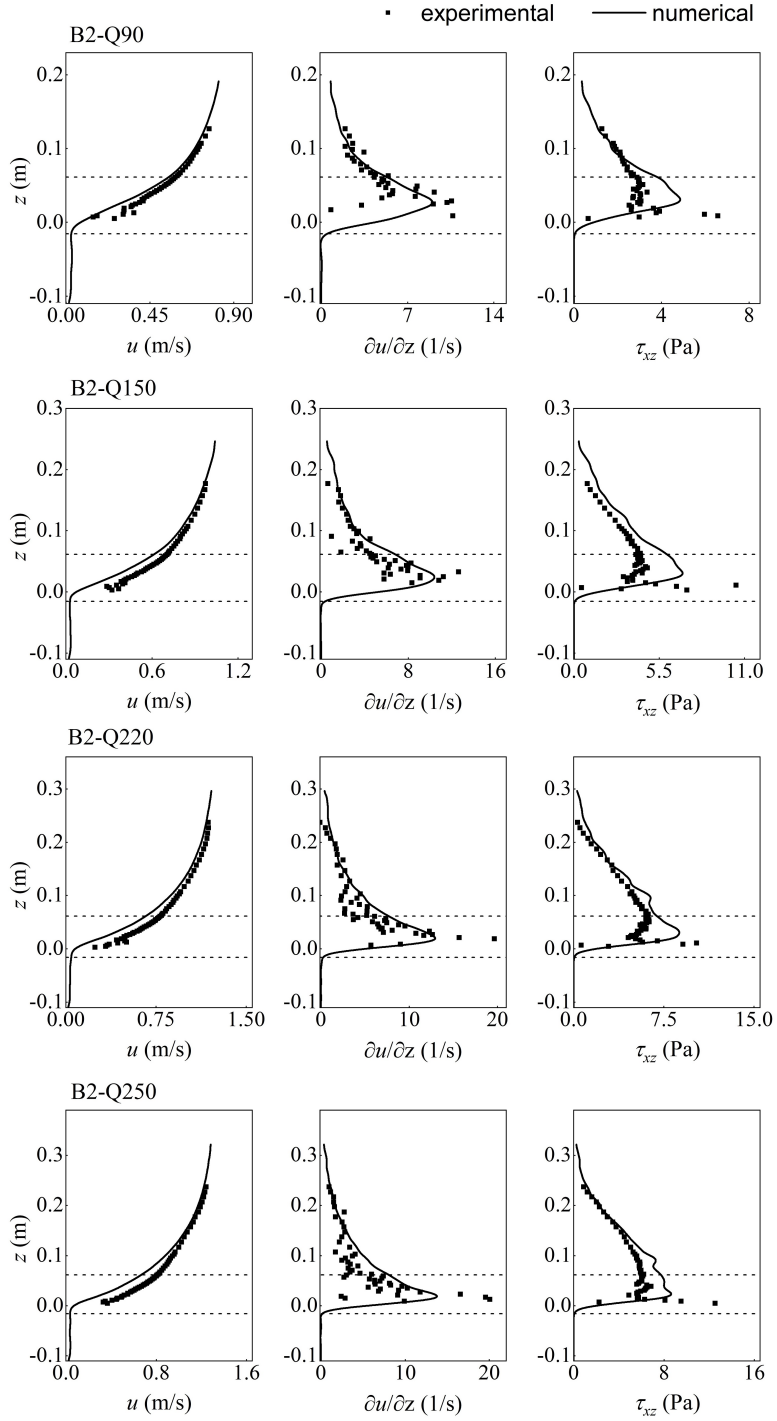 experimental numerical
B2-Q90
0.2
0.1
0.0
-0.1
z (m)
0.00 0.45 0.90
u (m/s)
0 7 14
∂u/∂z (1/s)
0 4 8
τxz (Pa)
B2-Q150
0.3
0.2
0.1
0.0
-0.1
z (m)
0.0 0.6 1.2
u (m/s)
0 8 16
∂u/∂z (1/s)
0.0 5.5 11.0
τxz (Pa)
B2-Q220
0.3
0.2
0.1
0.0
-0.1
z (m)
0.00 0.75 1.50
u (m/s)
0 10 20
∂u/∂z (1/s)
0.0 7.5 15.0
τxz (Pa)
B2-Q250
0.3
0.2
0.1
0.0
-0.1
z (m)
0.0 0.8 1.6
u (m/s)
0 10 20
∂u/∂z (1/s)
0 8 16
τxz (Pa)